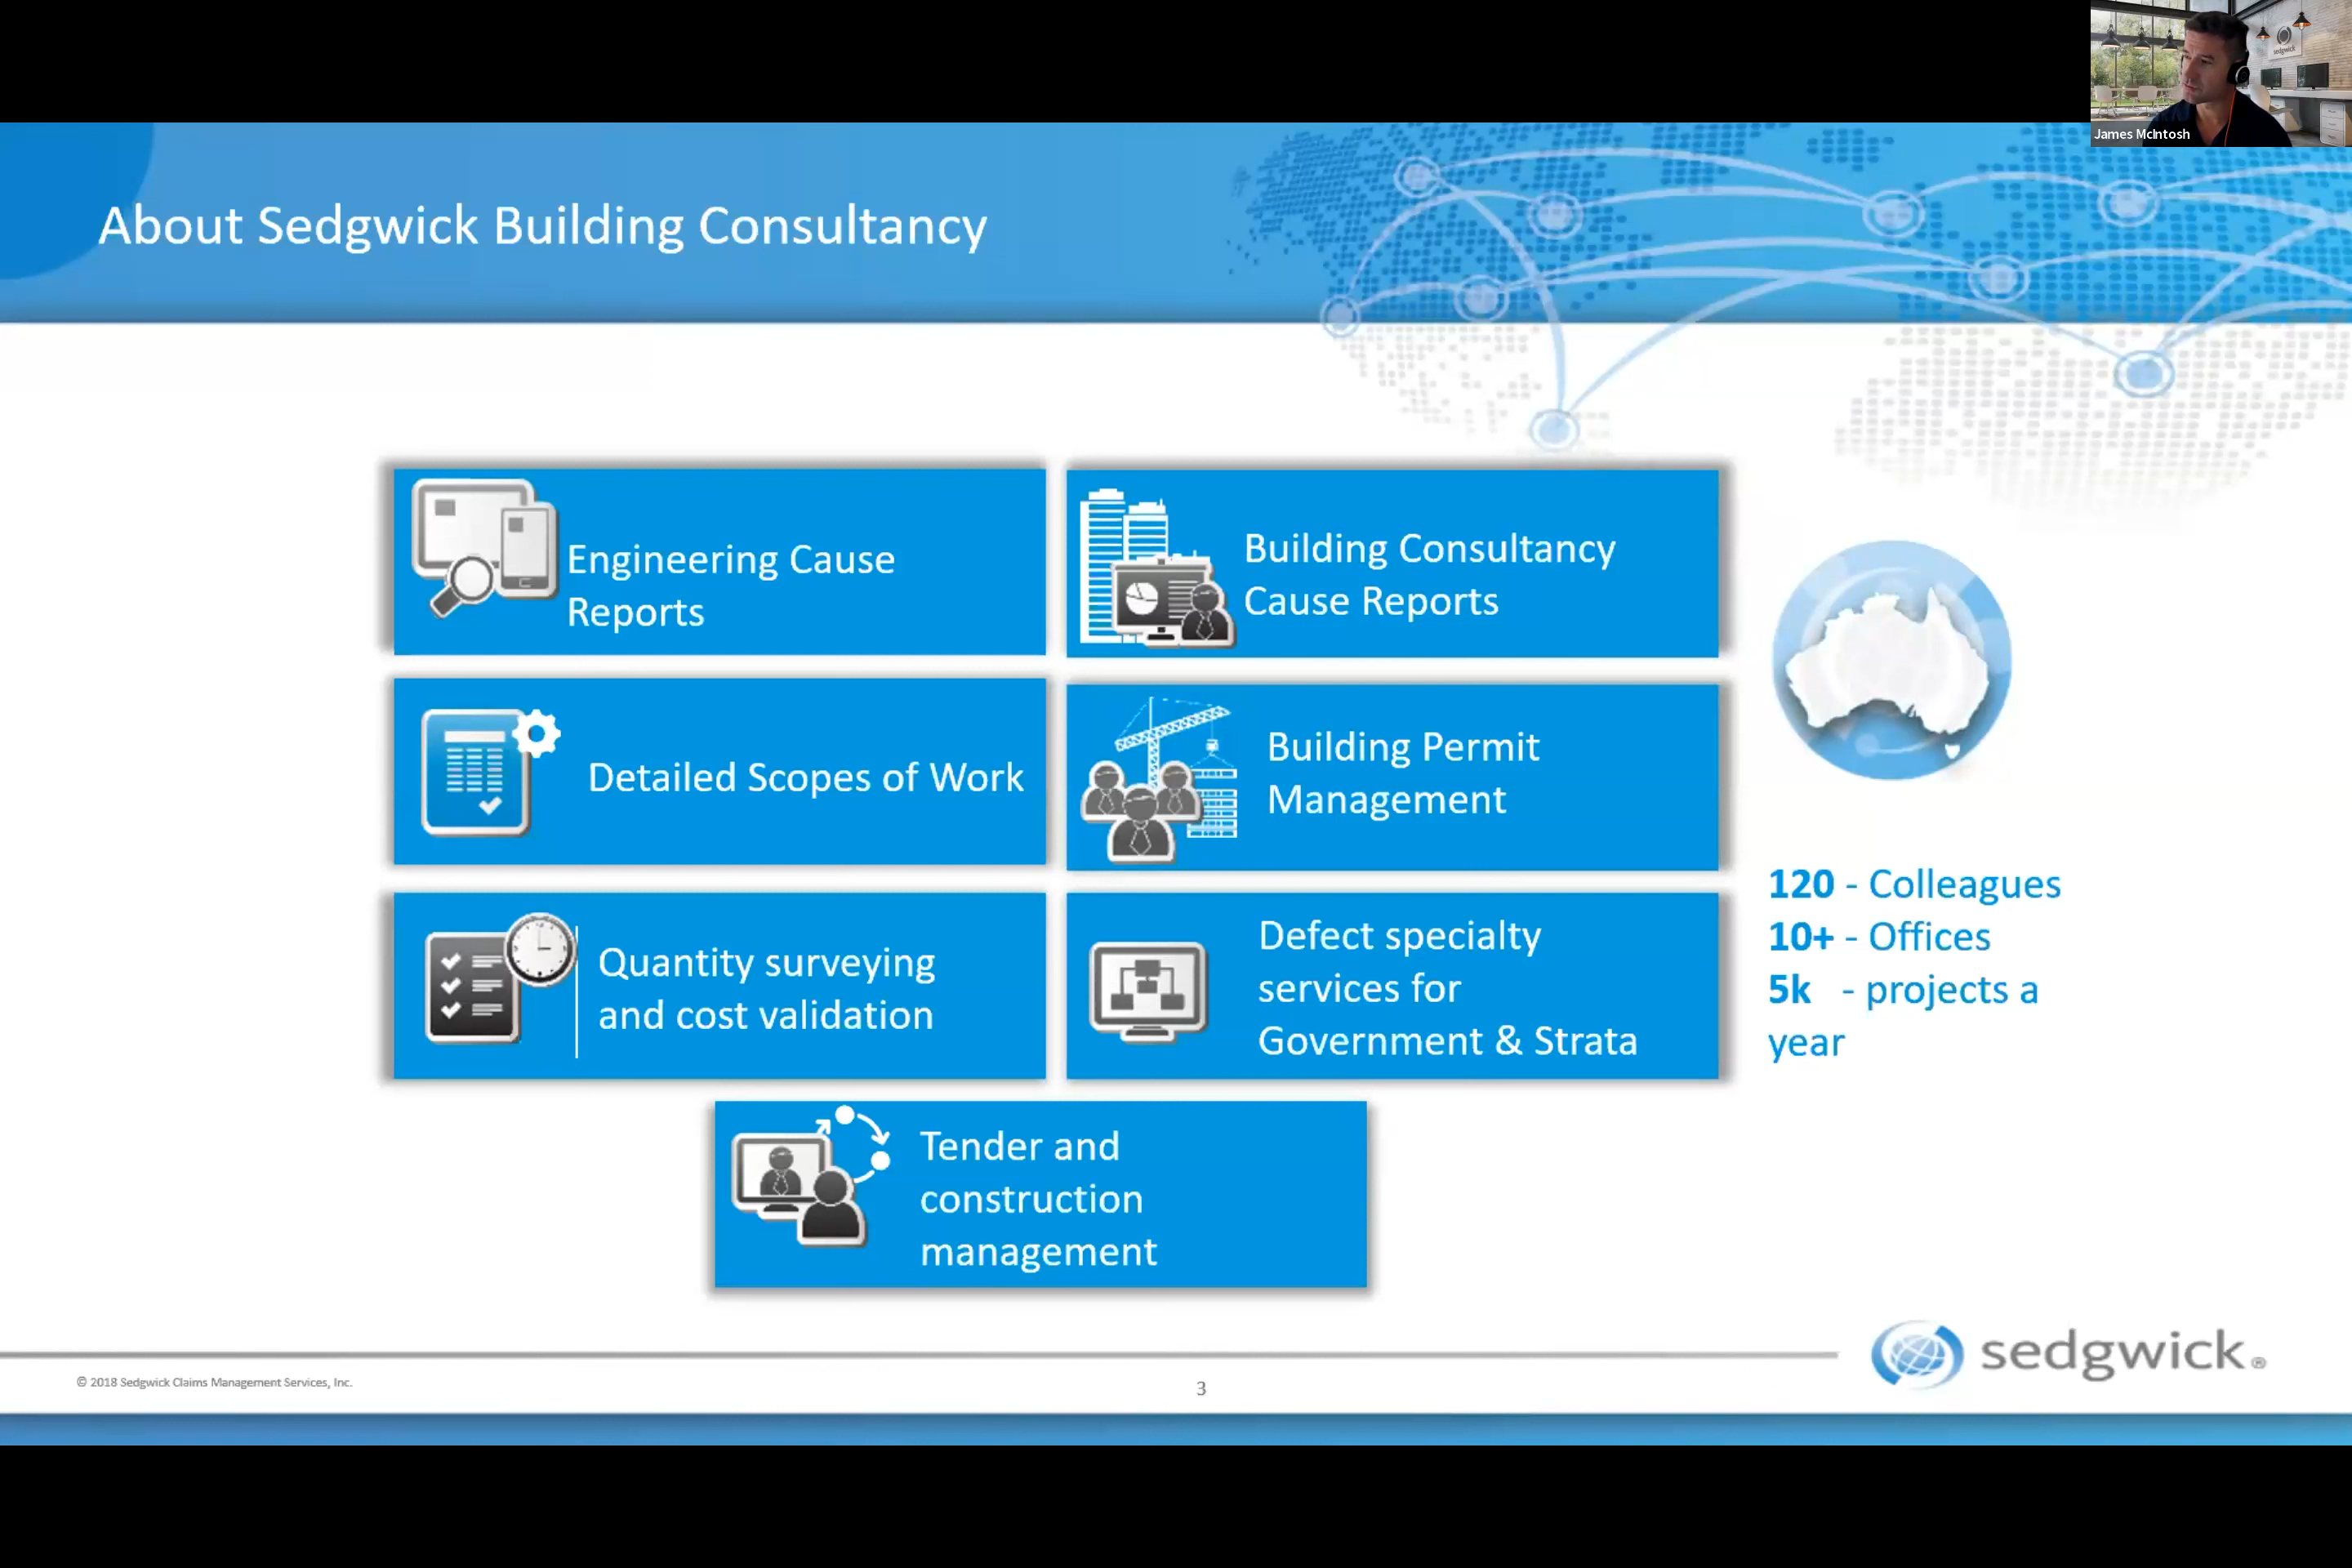 sedgwick
James McIntosh
About Sedgwick Building Consultancy
Engineering Cause
Reports
Building Consultancy
Cause Reports
Detailed Scopes of Work
Building Permit
Management
Quantity surveying
and cost validation
Defect specialty
services for
Government & Strata
Tender and
construction
management
120 - Colleagues
10+ - Offices
5k - projects a
year
© 2018 Sedgwick Claims Management Services, Inc.
3
sedgwick®